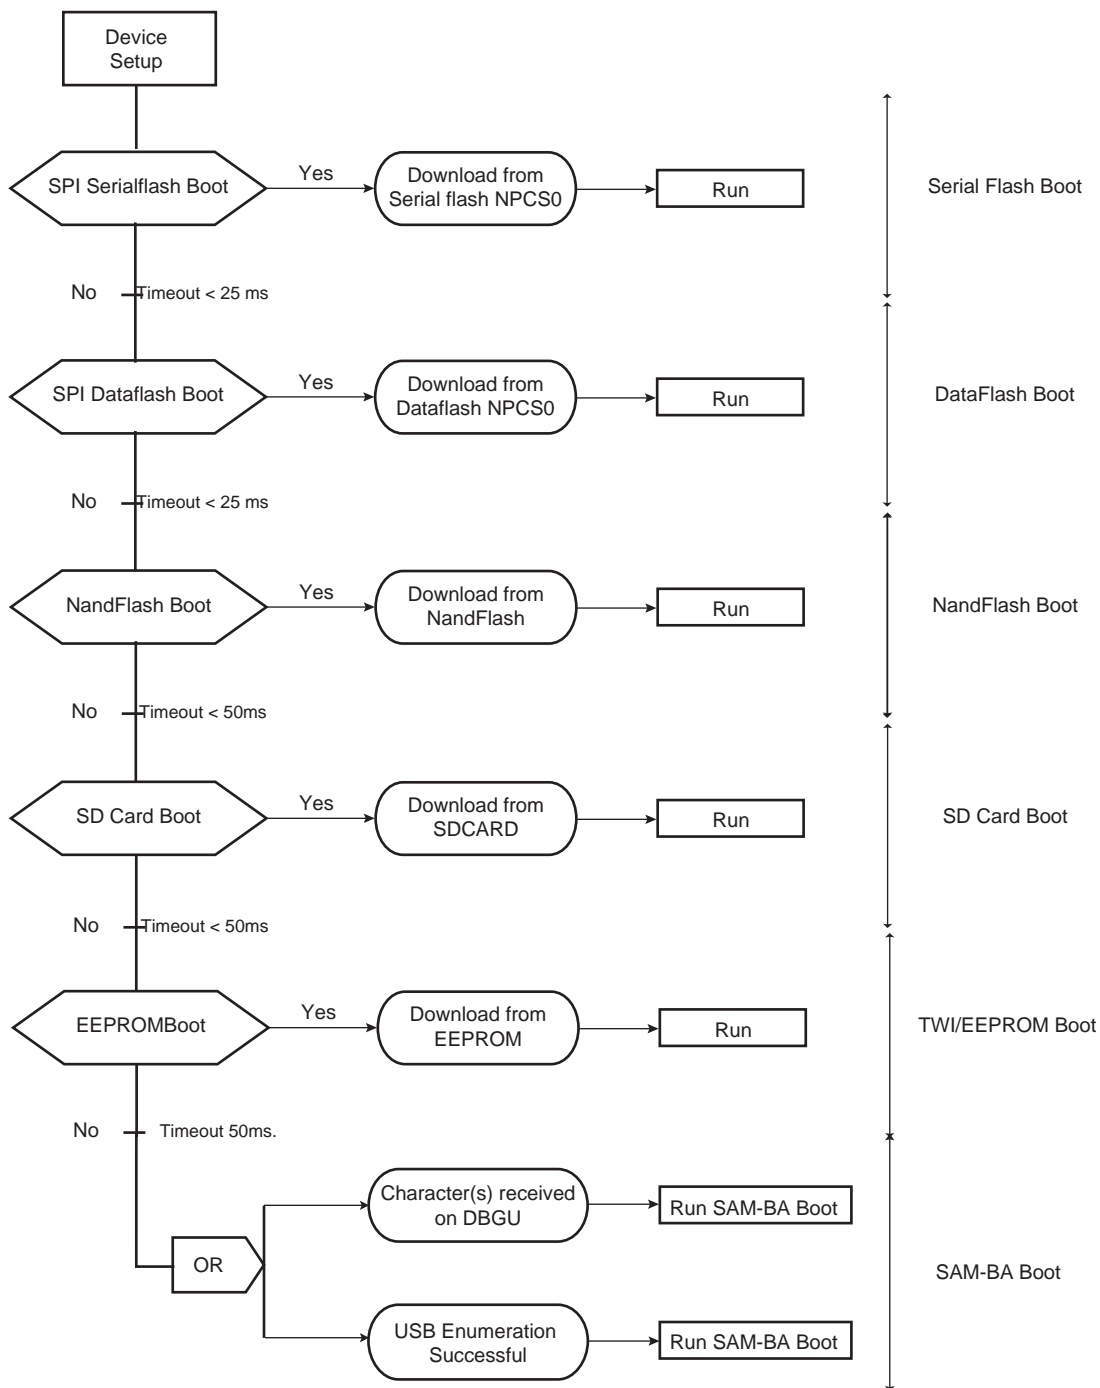 Device
Setup
SPI Serialflash Boot
Yes
Download from
Serial flash NPCS0
Run
Serial Flash Boot
No
Timeout < 25 ms
SPI Dataflash Boot
Yes
Download from
Dataflash NPCS0
Run
DataFlash Boot
No
Timeout < 25 ms
NandFlash Boot
Yes
Download from
NandFlash
Run
NandFlash Boot
No
Timeout < 50ms
SD Card Boot
Yes
Download from
SDCARD
Run
SD Card Boot
No
Timeout < 50ms
EEPROMBoot
Yes
Download from
EEPROM
Run
TWI/EEPROM Boot
No
Timeout 50ms.
Character(s) received
on DBGU
Run SAM-BA Boot
OR
SAM-BA Boot
USB Enumeration
Successful
Run SAM-BA Boot